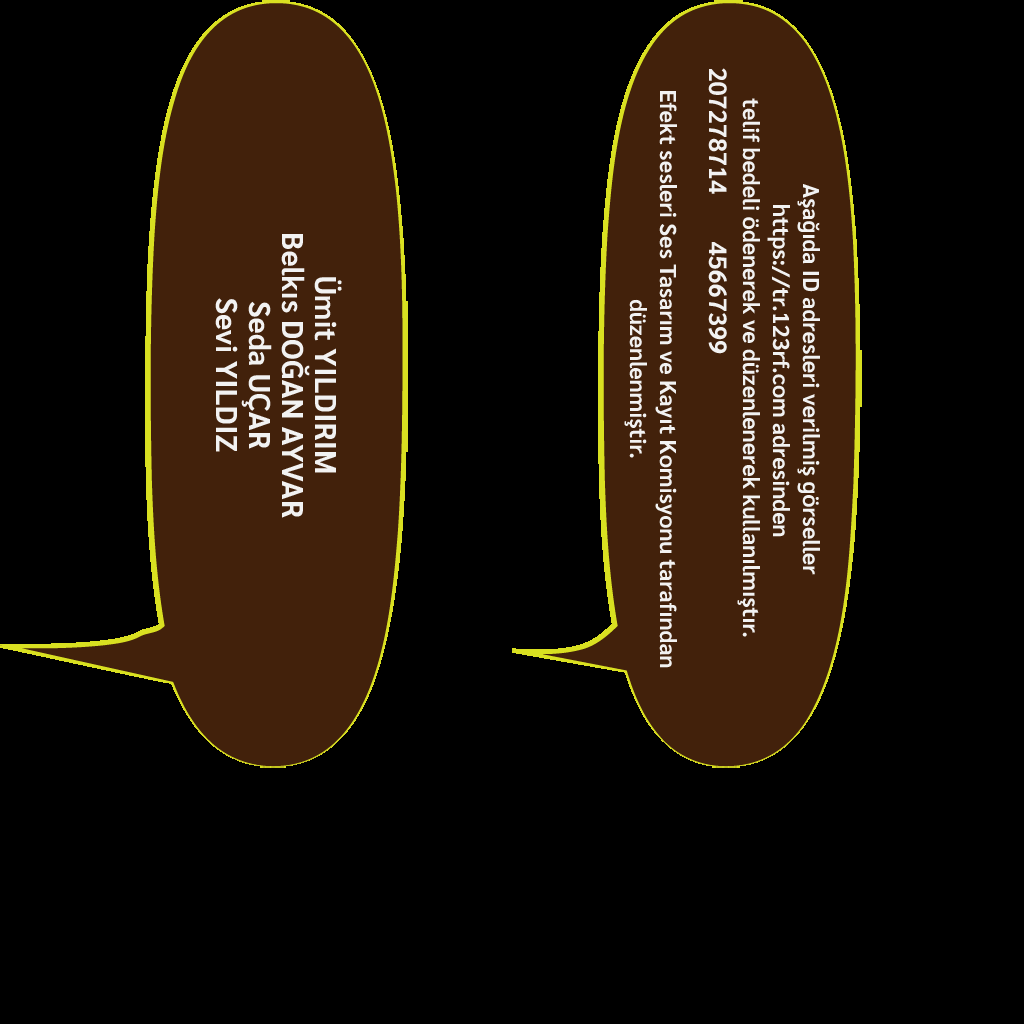 Ümit YILDIRIM
Belkıs DOĞAN AYVAR
Seda UÇAR
Sevi YILDIZ
Aşağıda ID adresleri verilmiş görseller
https://tr.123rf.com adresinden
telif bedeli ödenerek ve düzenlenerek kullanılmıştır.
207278714 45667399
Efekt sesleri Ses Tasarım ve Kayıt Komisyonu tarafından
düzenlenmiştir.